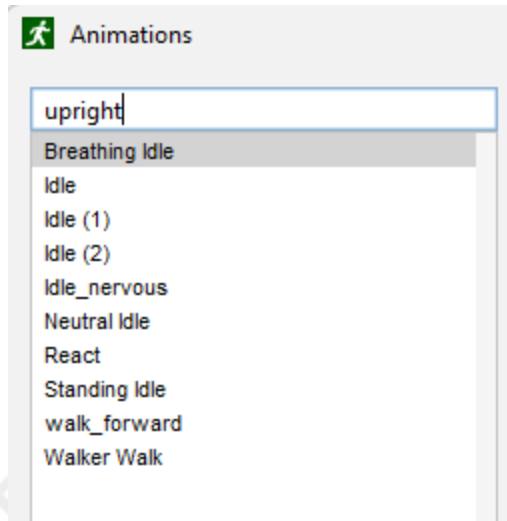 Animations
upright
Breathing Idle
Idle
Idle (1)
Idle (2)
Idle_nervous
Neutral Idle
React
Standing Idle
walk_forward
Walker Walk